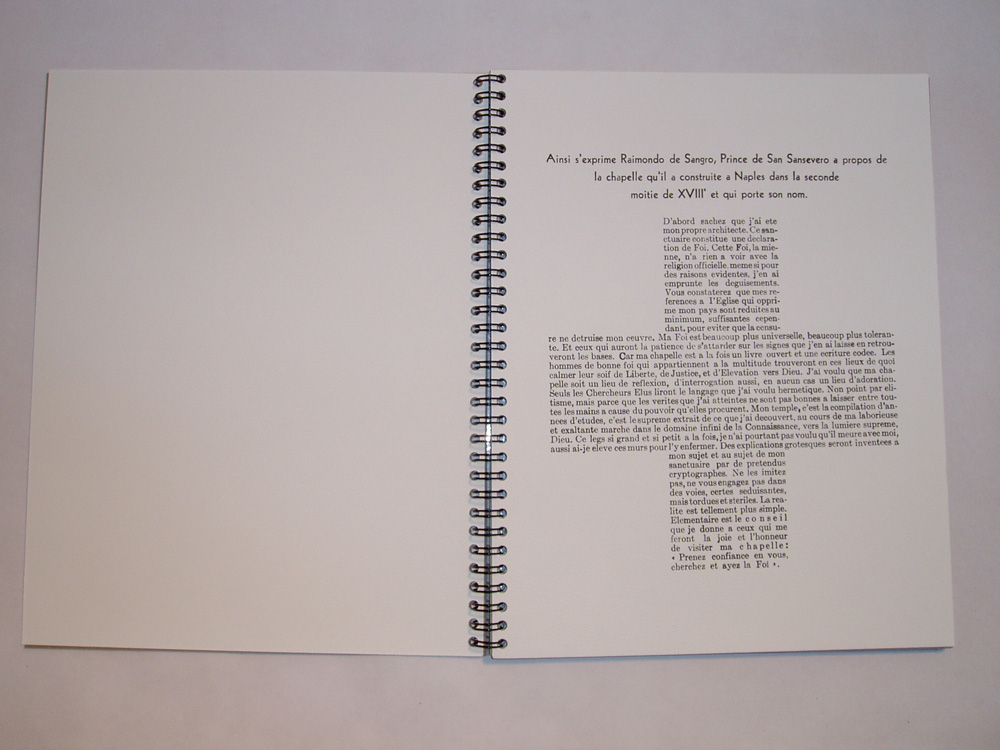 Ainsi s'exprime Raimondo de Sangro, Prince de San Sansevero a propos de
la chapelle qu'il a construite a Naples dans la seconde
moitie de XVIIIe et qui porte son nom.
D'abord sachez que j'ai ete
mon propre architecte. Ce san-
ctuaire constitue une declara-
tion de Foi. Cette Foi, la mie-
nne, n'a rien a voir avec la
religion officielle, meme si pour
des raisons evidentes, j'en ai
emprunte les deguisements.
Vous constaterez que mes re-
ferences a l'Eglise qui oppri-
me mon pays sont reduites au
minimum, suffisantes cepen-
dant, pour eviter que la censu-
re ne detruise mon oeuvre. Ma Foi est beaucoup plus universelle, beaucoup plus toleran-
te. Et ceux qui auront la patience de s'attarder sur les signes que j'en ai laisse en retrou-
veront les bases. Car ma chapelle est a la fois un livre ouvert et une ecriture codee. Les
hommes de bonne foi qui appartiennent a la multitude trouveront en ces lieux de quoi
calmer leur soif de Liberte, de Justice, et d'Elevation vers Dieu. J'ai voulu que ma cha-
pelle soit un lieu de reflexion, d'interrogation aussi, en aucun cas un lieu d'adoration.
Seuls les Chercheurs Elus liront le langage que j'ai voulu hermetique. Non point par eli-
tisme, mais parce que les verites que j'ai atteintes ne sont pas bonnes a laisser entre tou-
tes les mains a cause du pouvoir qu'elles procurent. Mon temple, c'est la compilation d'an-
nees d'etudes, c'est le supreme extrait de ce que j'ai decouvert, au cours de ma laborieuse
et exaltante marche dans le domaine infini de la Connaissance, vers la lumiere supreme,
Dieu. Ce legs si grand et si petit a la fois, je n'ai pourtant pas voulu qu'il meure avec moi,
aussi ai-je eleve ces murs pour l'y enfermer. Des explications grotesques seront inventees a
mon sujet et au sujet de mon
sanctuaire par de pretendus
cryptographes. Ne les imitez
pas, ne vous engagez pas dans
des voies, certes seduisantes,
mais tordues et steriles. La rea-
lite est tellement plus simple.
Elementaire est le conseil
que je donne a ceux qui me
feront la joie et l'honneur
de visiter ma chapelle:
« Prenez confiance en vous,
cherchez et ayez la Foi ».